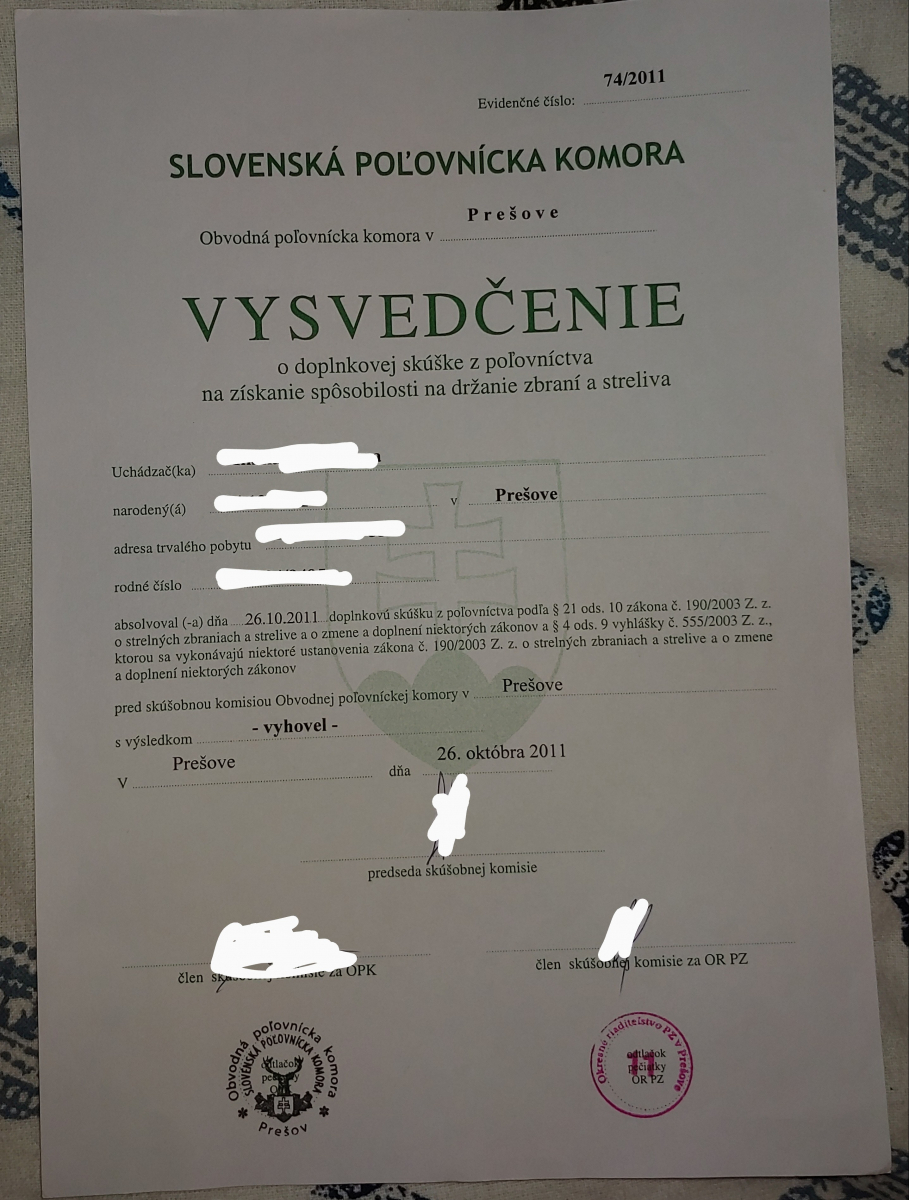 74/2011
Evidenčné číslo:
SLOVENSKÁ POĽOVNÍCKA KOMORA
Prešove
Obvodná poľovnícka komora v
VYSVEDČENIE
o doplnkovej skúške z poľovníctva
na získanie spôsobilosti na držanie zbraní a streliva
Uchádzač(ka)
narodený(á) v Prešove
adresa trvalého pobytu
rodné číslo
absolvoval (-a) dňa 26.10.2011 doplnkovú skúšku z poľovníctva podľa § 21 ods. 10 zákona č. 190/2003 Z. z.
o strelných zbraniach a strelive a o zmene a doplnení niektorých zákonov a § 4 ods. 9 vyhlášky č. 555/2003 Z. z.,
ktorou sa vykonávajú niektoré ustanovenia zákona č. 190/2003 Z. z. o strelných zbraniach a strelive a o zmene
a doplnení niektorých zákonov
pred skúšobnou komisiou Obvodnej poľovníckej komory v Prešove
s výsledkom - vyhovel -
V Prešove dňa 26. októbra 2011
predseda skúšobnej komisie
člen za OPK
člen skúšobnej komisie za OR PZ
Obvodná poľovnícka komora
SLOVENSKÁ POĽOVNÍCKA KOMORA
odtlačok
Prešov
Okresné riaditeľstvo PZ v Prešove
11
odtlačok
pečiatky
OR PZ